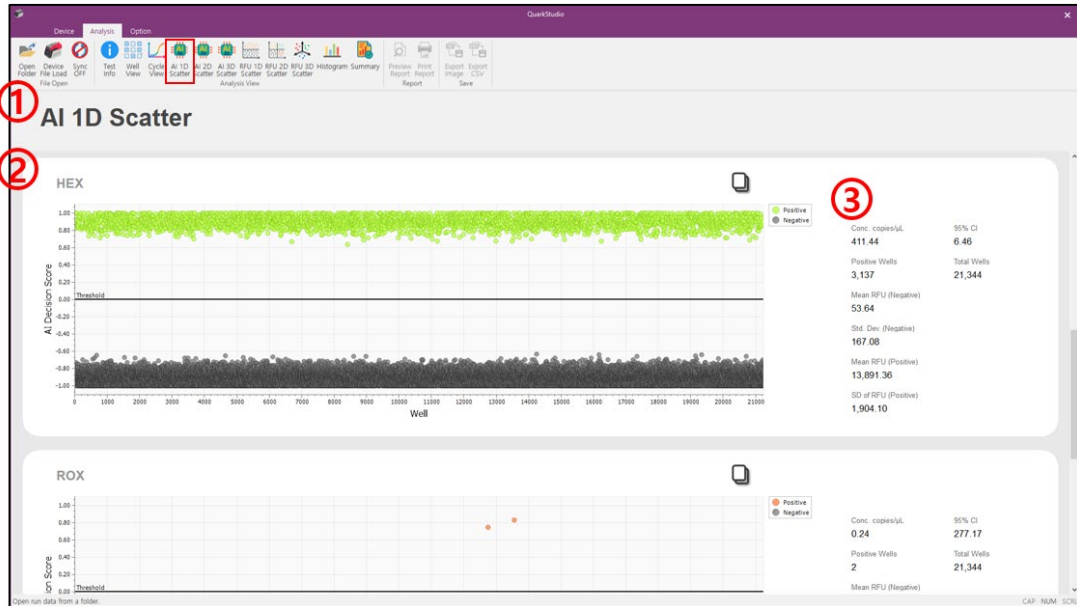 QuarkStudio
Device Analysis Option
Open Folder
Device File Load
Sync OFF
Test Info
Well View
Cycle View
AI 1D Scatter
AI 2D Scatter
AI 3D Scatter
RFU 1D Scatter
RFU 2D Scatter
RFU 3D Scatter
Histogram
Summary
Preview Report
Print Report
Export Image
Export CSV
File Open
Analysis View
Report
Save
①
AI 1D Scatter
②
HEX
Positive
Negative
AI Decision Score
1.00
0.80
0.60
0.40
0.20
0.00
-0.20
-0.40
-0.60
-0.80
-1.00
Threshold
0 1000 2000 3000 4000 5000 6000 7000 8000 9000 10000 11000 12000 13000 14000 15000 16000 17000 18000 19000 20000 21000
Well
③
Conc. copies/μL 95% CI
411.44 6.46
Positive Wells Total Wells
3,137 21,344
Mean RFU (Negative)
53.64
Std. Dev. (Negative)
167.08
Mean RFU (Positive)
13,891.36
SD of RFU (Positive)
1,904.10
ROX
Positive
Negative
ion Score
1.00
0.80
0.60
0.40
0.20
0.00
Threshold
Conc. copies/μL 95% CI
0.24 277.17
Positive Wells Total Wells
2 21,344
Mean RFU (Negative)
Open run data from a folder.
CAP NUM SCRL